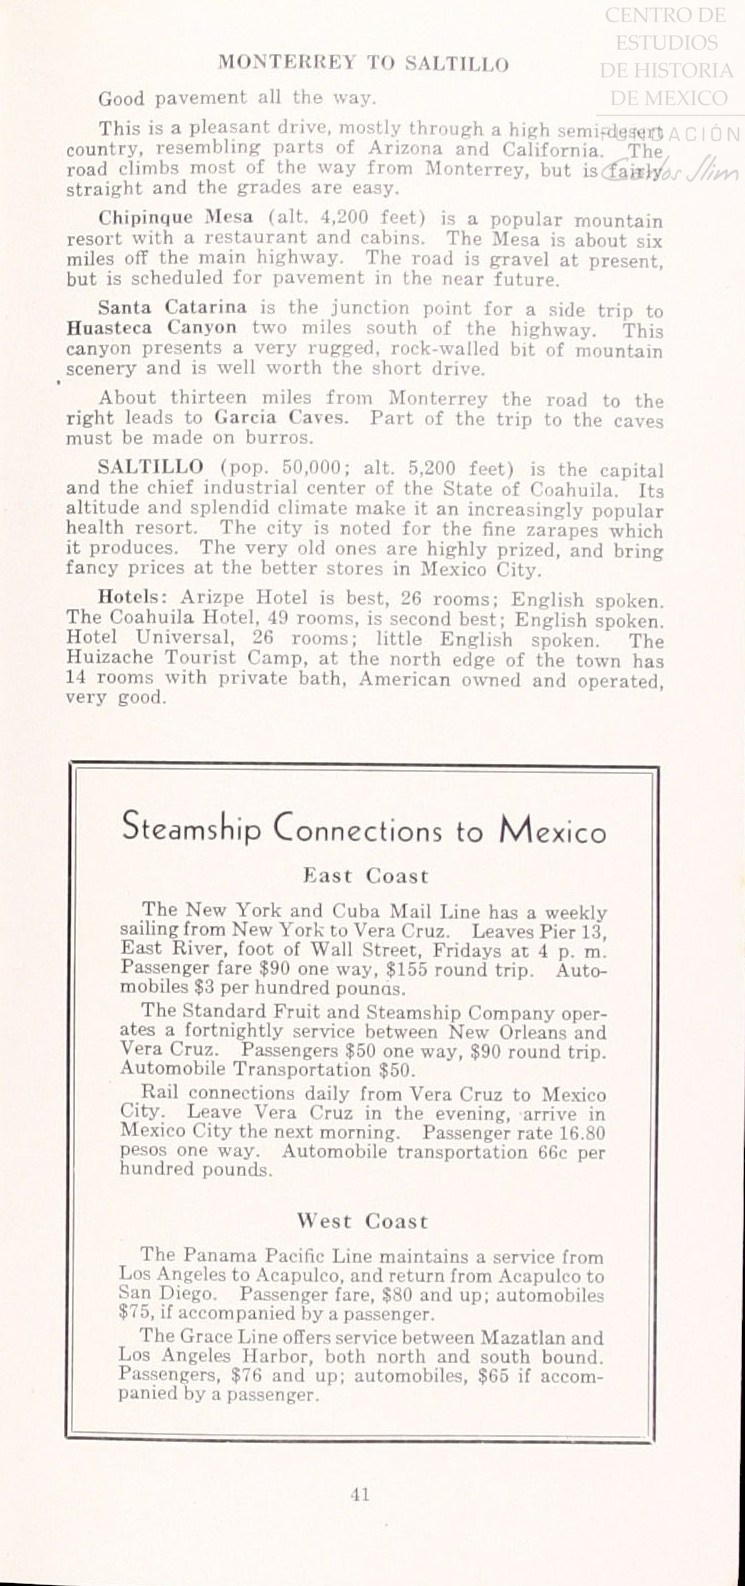 CENTRO DE
ESTUDIOS
DE HISTORIA
DE MEXICO
FUNDACIÓN
Carlos Slim
MONTERREY TO SALTILLO
Good pavement all the way.
This is a pleasant drive, mostly through a high semi-desert
country, resembling parts of Arizona and California. The
road climbs most of the way from Monterrey, but is fairly
straight and the grades are easy.
Chipinque Mesa (alt. 4,200 feet) is a popular mountain
resort with a restaurant and cabins. The Mesa is about six
miles off the main highway. The road is gravel at present,
but is scheduled for pavement in the near future.
Santa Catarina is the junction point for a side trip to
Huasteca Canyon two miles south of the highway. This
canyon presents a very rugged, rock-walled bit of mountain
scenery and is well worth the short drive.
About thirteen miles from Monterrey the road to the
right leads to Garcia Caves. Part of the trip to the caves
must be made on burros.
SALTILLO (pop. 50,000; alt. 5,200 feet) is the capital
and the chief industrial center of the State of Coahuila. Its
altitude and splendid climate make it an increasingly popular
health resort. The city is noted for the fine zarapes which
it produces. The very old ones are highly prized, and bring
fancy prices at the better stores in Mexico City.
Hotels: Arizpe Hotel is best, 26 rooms; English spoken.
The Coahuila Hotel, 49 rooms, is second best; English spoken.
Hotel Universal, 26 rooms; little English spoken. The
Huizache Tourist Camp, at the north edge of the town has
14 rooms with private bath, American owned and operated,
very good.
Steamship Connections to Mexico
East Coast
The New York and Cuba Mail Line has a weekly
sailing from New York to Vera Cruz. Leaves Pier 13,
East River, foot of Wall Street, Fridays at 4 p. m.
Passenger fare $90 one way, $155 round trip. Auto-
mobiles $3 per hundred pounds.
The Standard Fruit and Steamship Company oper-
ates a fortnightly service between New Orleans and
Vera Cruz. Passengers $50 one way, $90 round trip.
Automobile Transportation $50.
Rail connections daily from Vera Cruz to Mexico
City. Leave Vera Cruz in the evening, arrive in
Mexico City the next morning. Passenger rate 16.80
pesos one way. Automobile transportation 66c per
hundred pounds.
West Coast
The Panama Pacific Line maintains a service from
Los Angeles to Acapulco, and return from Acapulco to
San Diego. Passenger fare, $80 and up; automobiles
$75, if accompanied by a passenger.
The Grace Line offers service between Mazatlan and
Los Angeles Harbor, both north and south bound.
Passengers, $76 and up; automobiles, $65 if accom-
panied by a passenger.
41